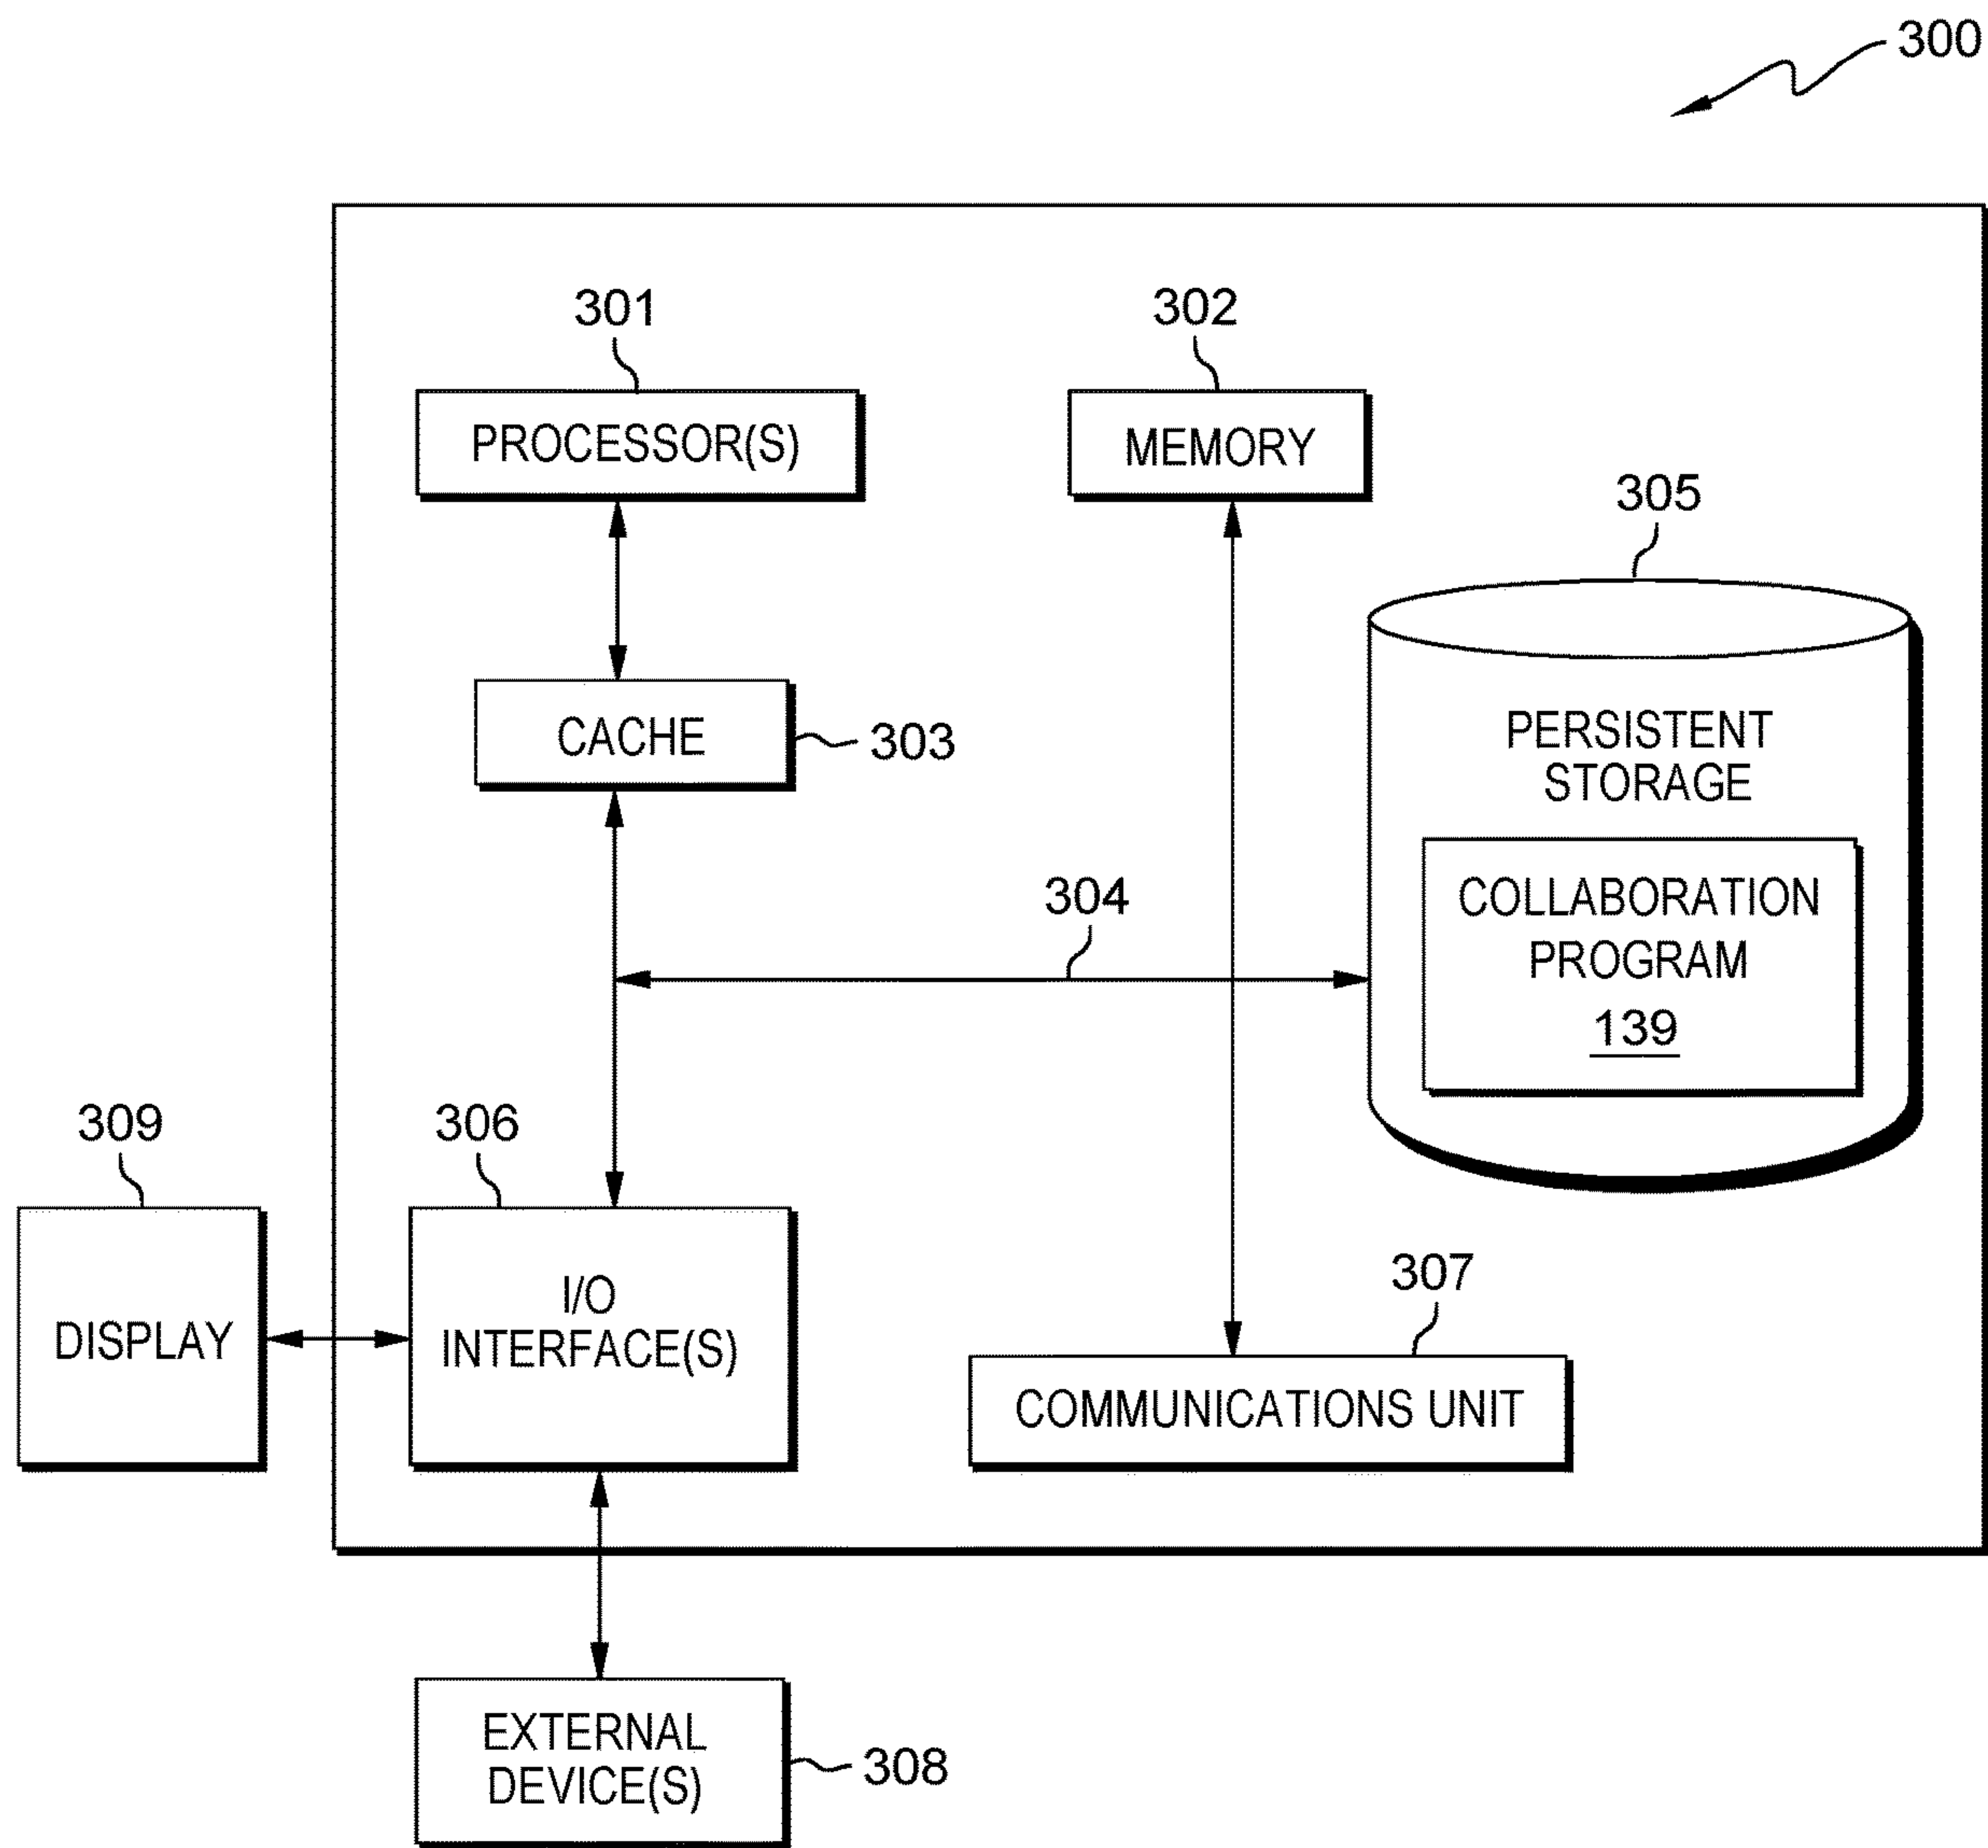 300
301
302
PROCESSOR(S)
MEMORY
305
CACHE
303
PERSISTENT
STORAGE
304
COLLABORATION
PROGRAM
139
309
306
I/O
INTERFACE(S)
DISPLAY
307
COMMUNICATIONS UNIT
EXTERNAL
DEVICE(S)
308